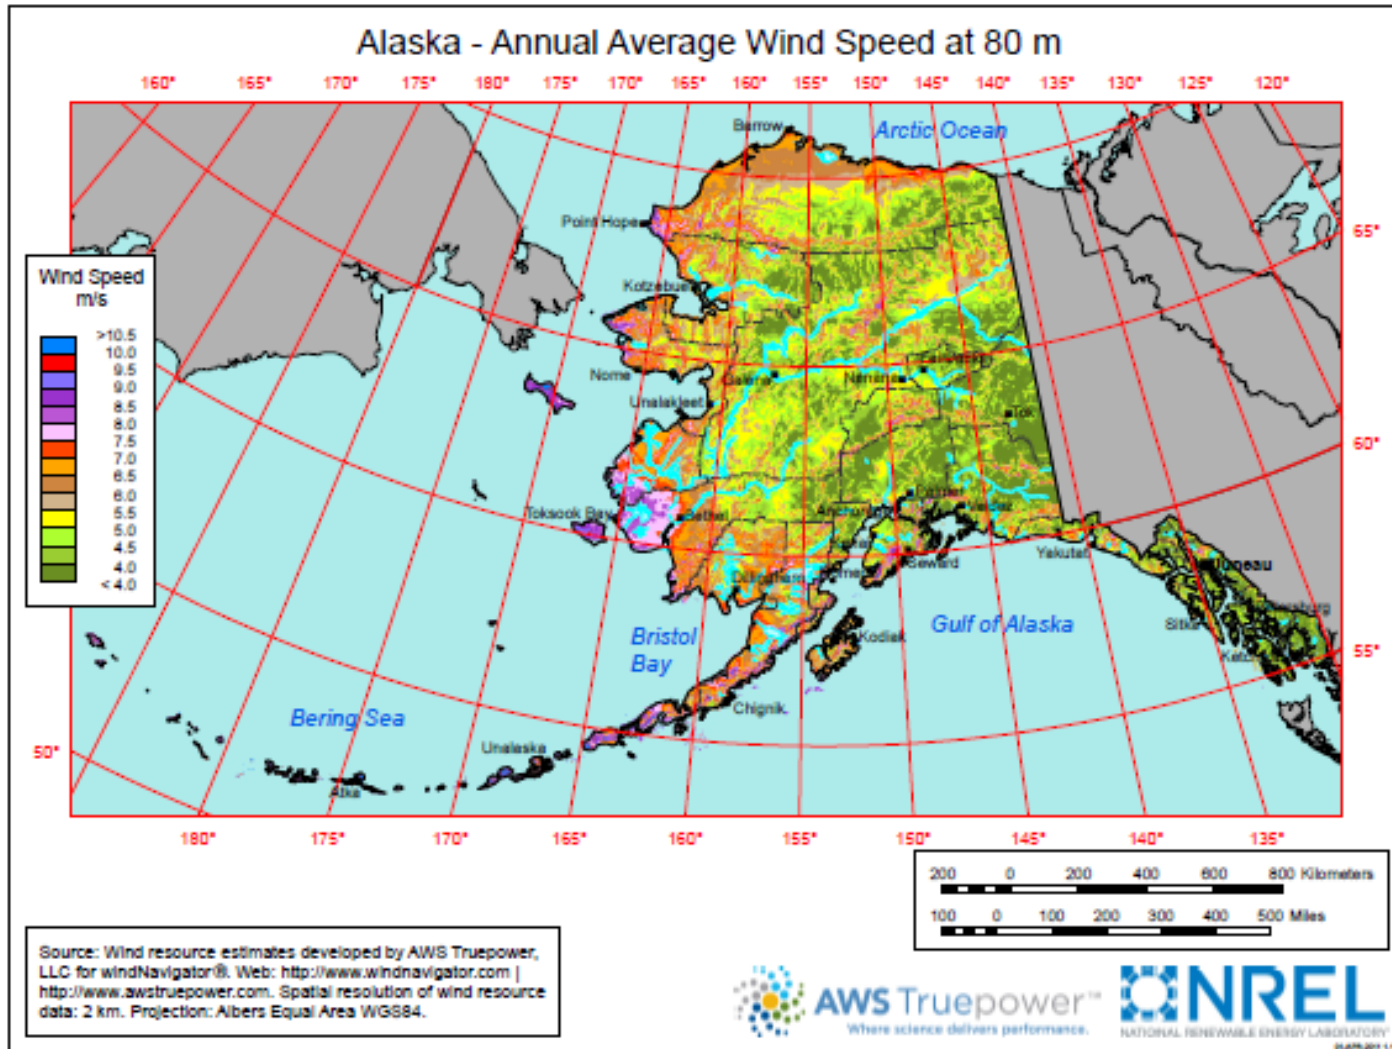 Alaska - Annual Average Wind Speed at 80 m
160° 165° 170° 175° 180° 175° 170° 165° 160° 155° 150° 145° 140° 135° 130° 125° 120°
Barrow
Arctic Ocean
Point Hope
65°
Wind Speed
m/s
Kotzebue
>10.5
10.0
9.5
9.0
8.5
8.0
7.5
7.0
6.5
6.0
5.5
5.0
4.5
4.0
< 4.0
Nome
Galena
Nenana
Unalakleet
Tok
60°
Toksook Bay
Bethel
Anchorage
Palmer
Valdez
Kenai
Yakutat
Seward
Homer
Dillingham
Juneau
Petersburg
Sitka
Bristol
Bay
Kodiak
Gulf of Alaska
55°
Chignik
Bering Sea
Unalaska
50°
Atka
180° 175° 170° 165° 160° 155° 150° 145° 140° 135°
200 0 200 400 600 800 Kilometers
100 0 100 200 300 400 500 Miles
Source: Wind resource estimates developed by AWS Truepower,
LLC for windNavigator®. Web: http://www.windnavigator.com |
http://www.awstruepower.com. Spatial resolution of wind resource
data: 2 km. Projection: Albers Equal Area WGS84.
AWS Truepower™
Where science delivers performance.
NREL
NATIONAL RENEWABLE ENERGY LABORATORY